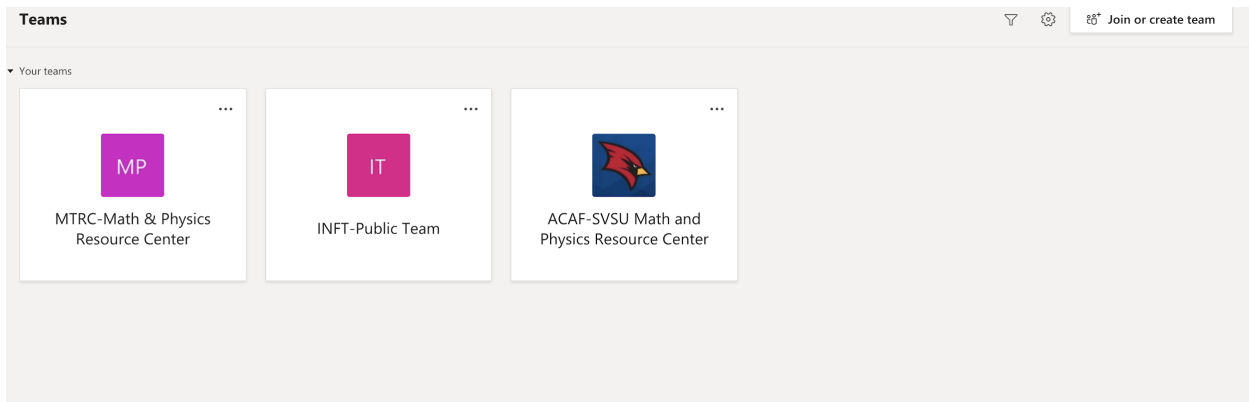 Teams
Join or create team
Your teams
MP
MTRC-Math & Physics
Resource Center
IT
INFT-Public Team
ACAF-SVSU Math and
Physics Resource Center